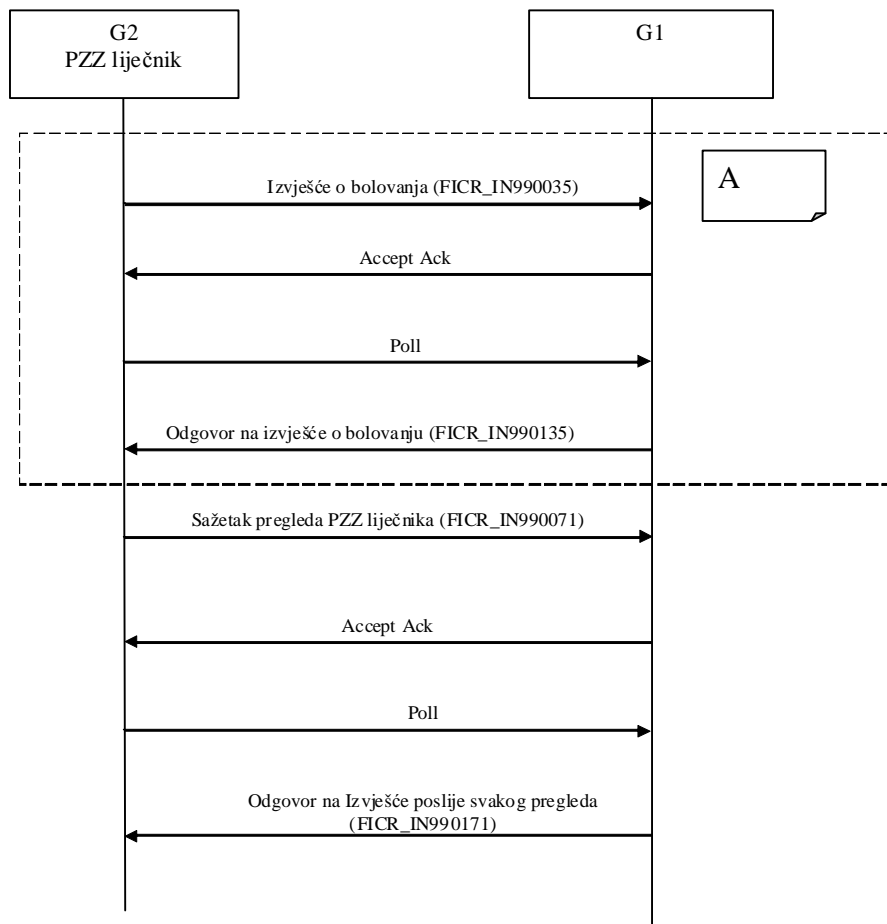 G2
PZZ liječnik
G1
A
Izvješće o bolovanja (FICR_IN990035)
Accept Ack
Poll
Odgovor na izvješće o bolovanju (FICR_IN990135)
Sažetak pregleda PZZ liječnika (FICR_IN990071)
Accept Ack
Poll
Odgovor na Izvješće poslije svakog pregleda
(FICR_IN990171)